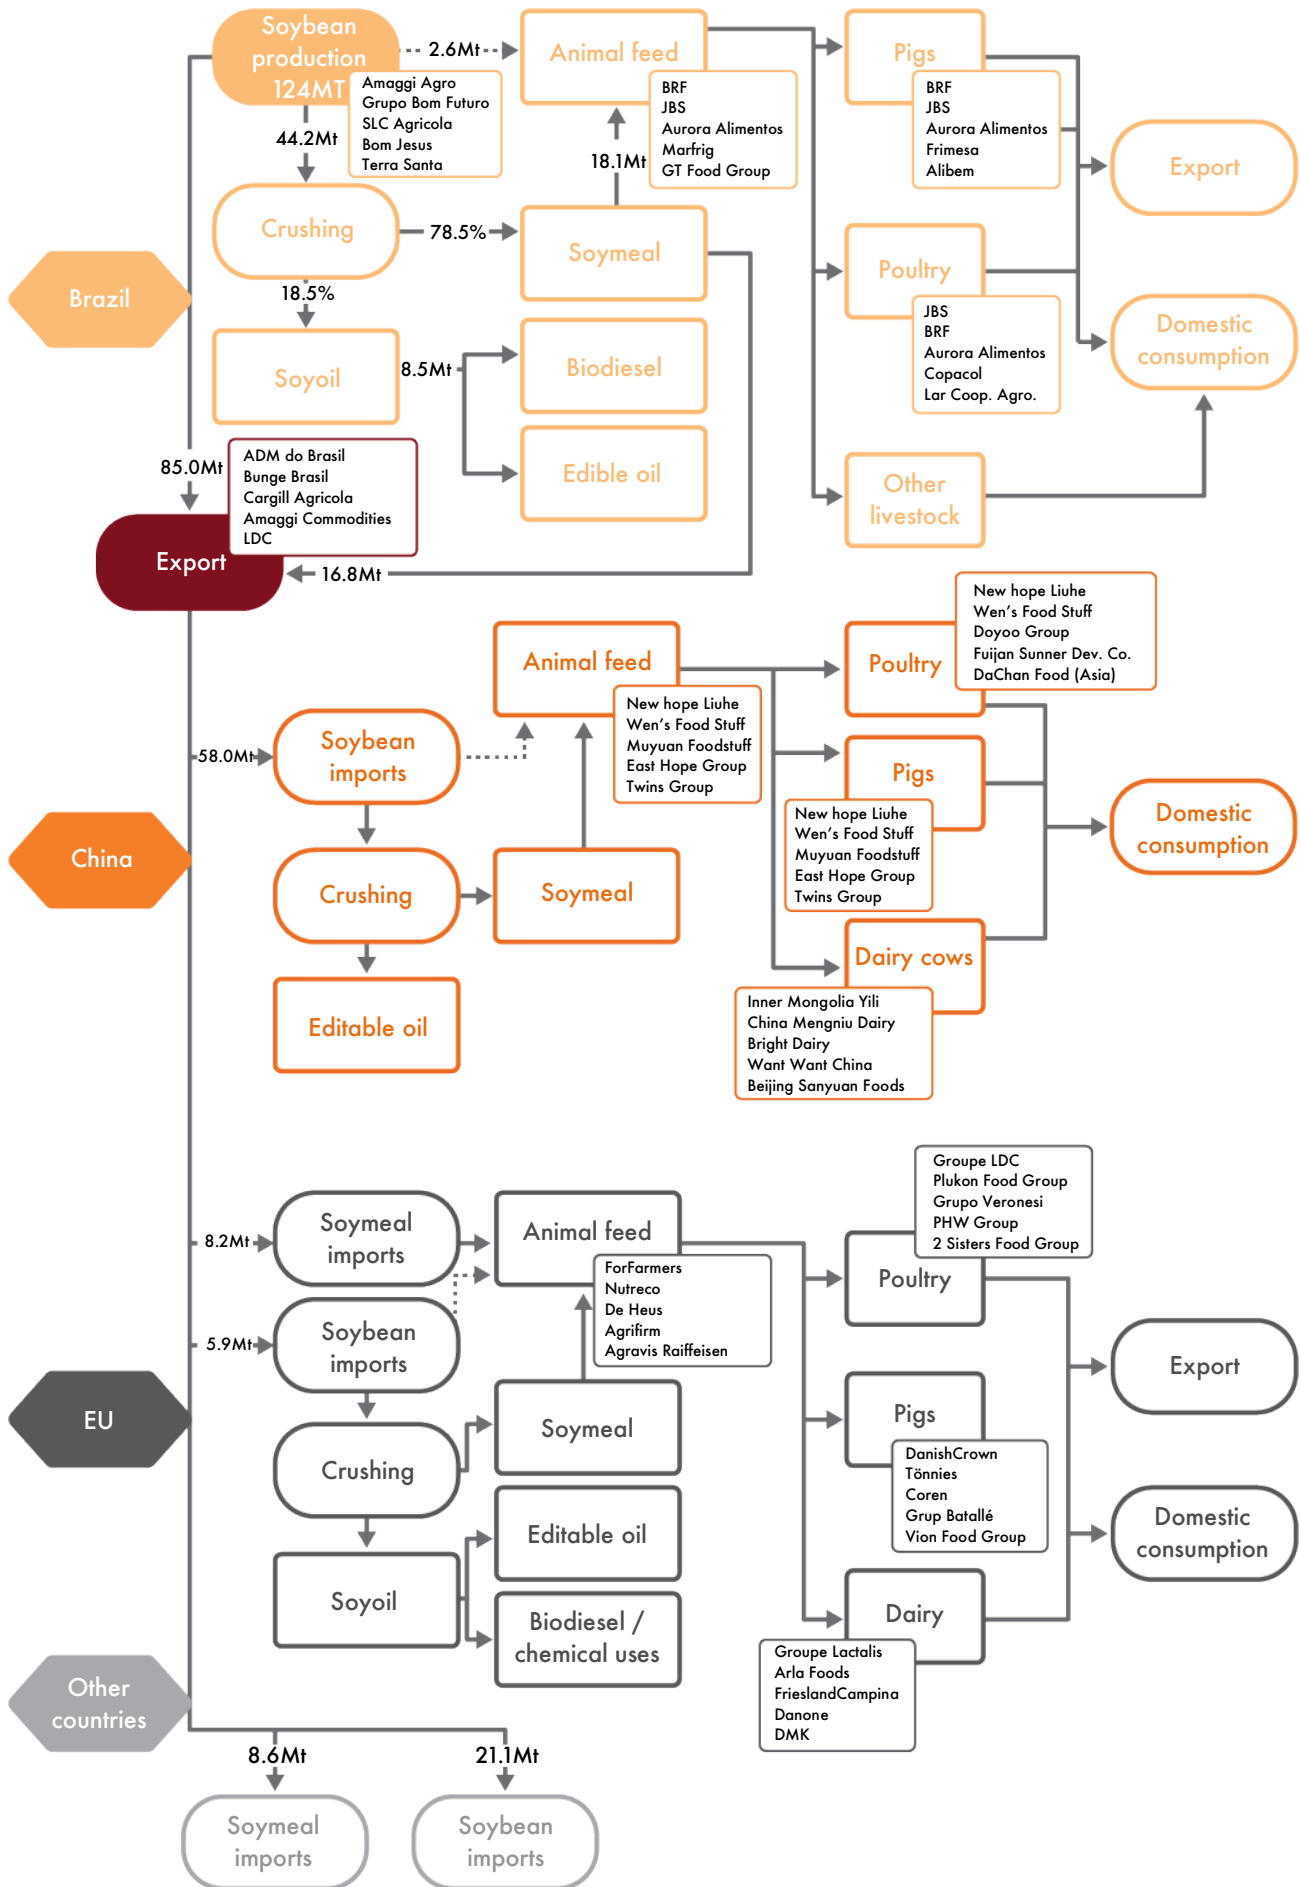 Soybean
production
124MT
Amaggi Agro
Grupo Bom Futuro
SLC Agricola
Bom Jesus
Terra Santa
2.6Mt
Animal feed
BRF
JBS
Aurora Alimentos
Marfrig
GT Food Group
Pigs
BRF
JBS
Aurora Alimentos
Frimesa
Alibem
Export
44.2Mt
18.1Mt
Crushing
78.5%
Soymeal
Poultry
JBS
BRF
Aurora Alimentos
Copacol
Lar Coop. Agro.
Brazil
18.5%
Domestic
consumption
Soyoil
8.5Mt
Biodiesel
Edible oil
Other
livestock
85.0Mt
ADM do Brasil
Bunge Brasil
Cargill Agricola
Amaggi Commodities
LDC
Export
16.8Mt
Animal feed
New hope Liuhe
Wen's Food Stuff
Muyuan Foodstuff
East Hope Group
Twins Group
Poultry
New hope Liuhe
Wen's Food Stuff
Doyoo Group
Fuijan Sunner Dev. Co.
DaChan Food (Asia)
58.0Mt
Soybean
imports
Pigs
New hope Liuhe
Wen's Food Stuff
Muyuan Foodstuff
East Hope Group
Twins Group
Domestic
consumption
China
Crushing
Soymeal
Dairy cows
Inner Mongolia Yili
China Mengniu Dairy
Bright Dairy
Want Want China
Beijing Sanyuan Foods
Editable oil
8.2Mt
Soymeal
imports
Animal feed
ForFarmers
Nutreco
De Heus
Agrifirm
Agravis Raiffeisen
Groupe LDC
Plukon Food Group
Grupo Veronesi
PHW Group
2 Sisters Food Group
Poultry
5.9Mt
Soybean
imports
Export
EU
Crushing
Soymeal
Pigs
DanishCrown
Tönnies
Coren
Grup Batallé
Vion Food Group
Editable oil
Domestic
consumption
Soyoil
Biodiesel /
chemical uses
Dairy
Groupe Lactalis
Arla Foods
FrieslandCampina
Danone
DMK
Other
countries
8.6Mt
21.1Mt
Soymeal
imports
Soybean
imports